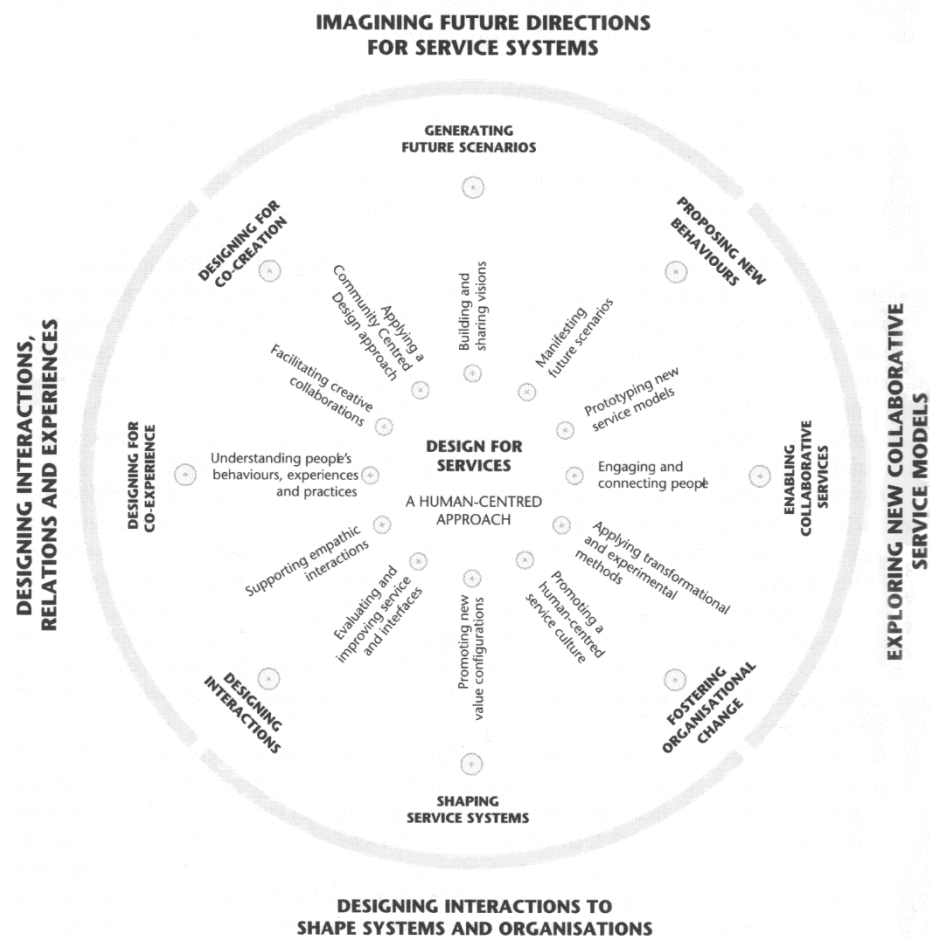 IMAGINING FUTURE DIRECTIONS
FOR SERVICE SYSTEMS
GENERATING
FUTURE SCENARIOS
PROPOSING NEW
BEHAVIOURS
EXPLORING NEW COLLABORATIVE
SERVICE MODELS
ENABLING
COLLABORATIVE
SERVICES
FOSTERING
ORGANISATIONAL
CHANGE
DESIGNING INTERACTIONS TO
SHAPE SYSTEMS AND ORGANISATIONS
SHAPING
SERVICE SYSTEMS
DESIGNING
INTERACTIONS
DESIGNING INTERACTIONS,
RELATIONS AND EXPERIENCES
DESIGNING FOR
CO-EXPERIENCE
DESIGNING FOR
CO-CREATION
Building and
sharing visions
Manifesting
future scenarios
Prototyping new
service models
Engaging and
connecting people
Applying transformational
and experimental
methods
Promoting a
human-centred
service culture
Promoting new
value configurations
Evaluating and
improving service
and interfaces
Supporting empathic
interactions
Understanding people's
behaviours, experiences
and practices
Facilitating creative
collaborations
Applying a
Community Centred
Design approach
DESIGN FOR
SERVICES
A HUMAN-CENTRED
APPROACH